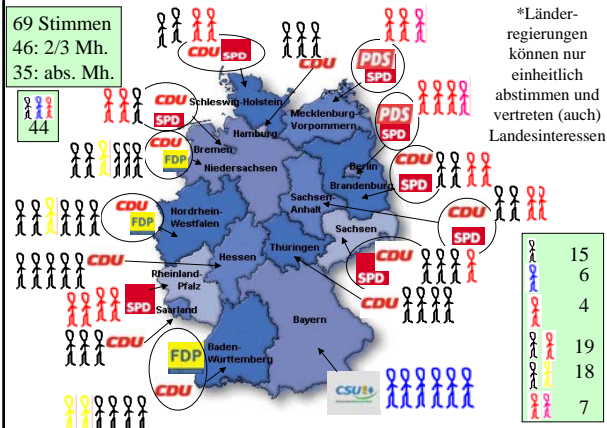 69 Stimmen
46: 2/3 Mh.
35: abs. Mh.
44
*Länder-
regierungen
können nur
einheitlich
abstimmen und
vertreten (auch)
Landesinteressen
CDU SPD
CDU
PDS SPD
CDU SPD
Schleswig-Holstein
Mecklenburg-
Vorpommern
Hamburg
PDS SPD
Bremen
CDU FDP
Niedersachsen
Berlin
Brandenburg
CDU SPD
CDU FDP
Nordrhein-
Westfalen
Sachsen-
Anhalt
CDU SPD
Sachsen
Hessen
Thüringen
CDU
SPD CDU
Rheinland-
Pfalz
SPD
CDU
Saarland
CDU
Bayern
FDP
Baden-
Württemberg
CDU
CSU
15
6
4
19
18
7